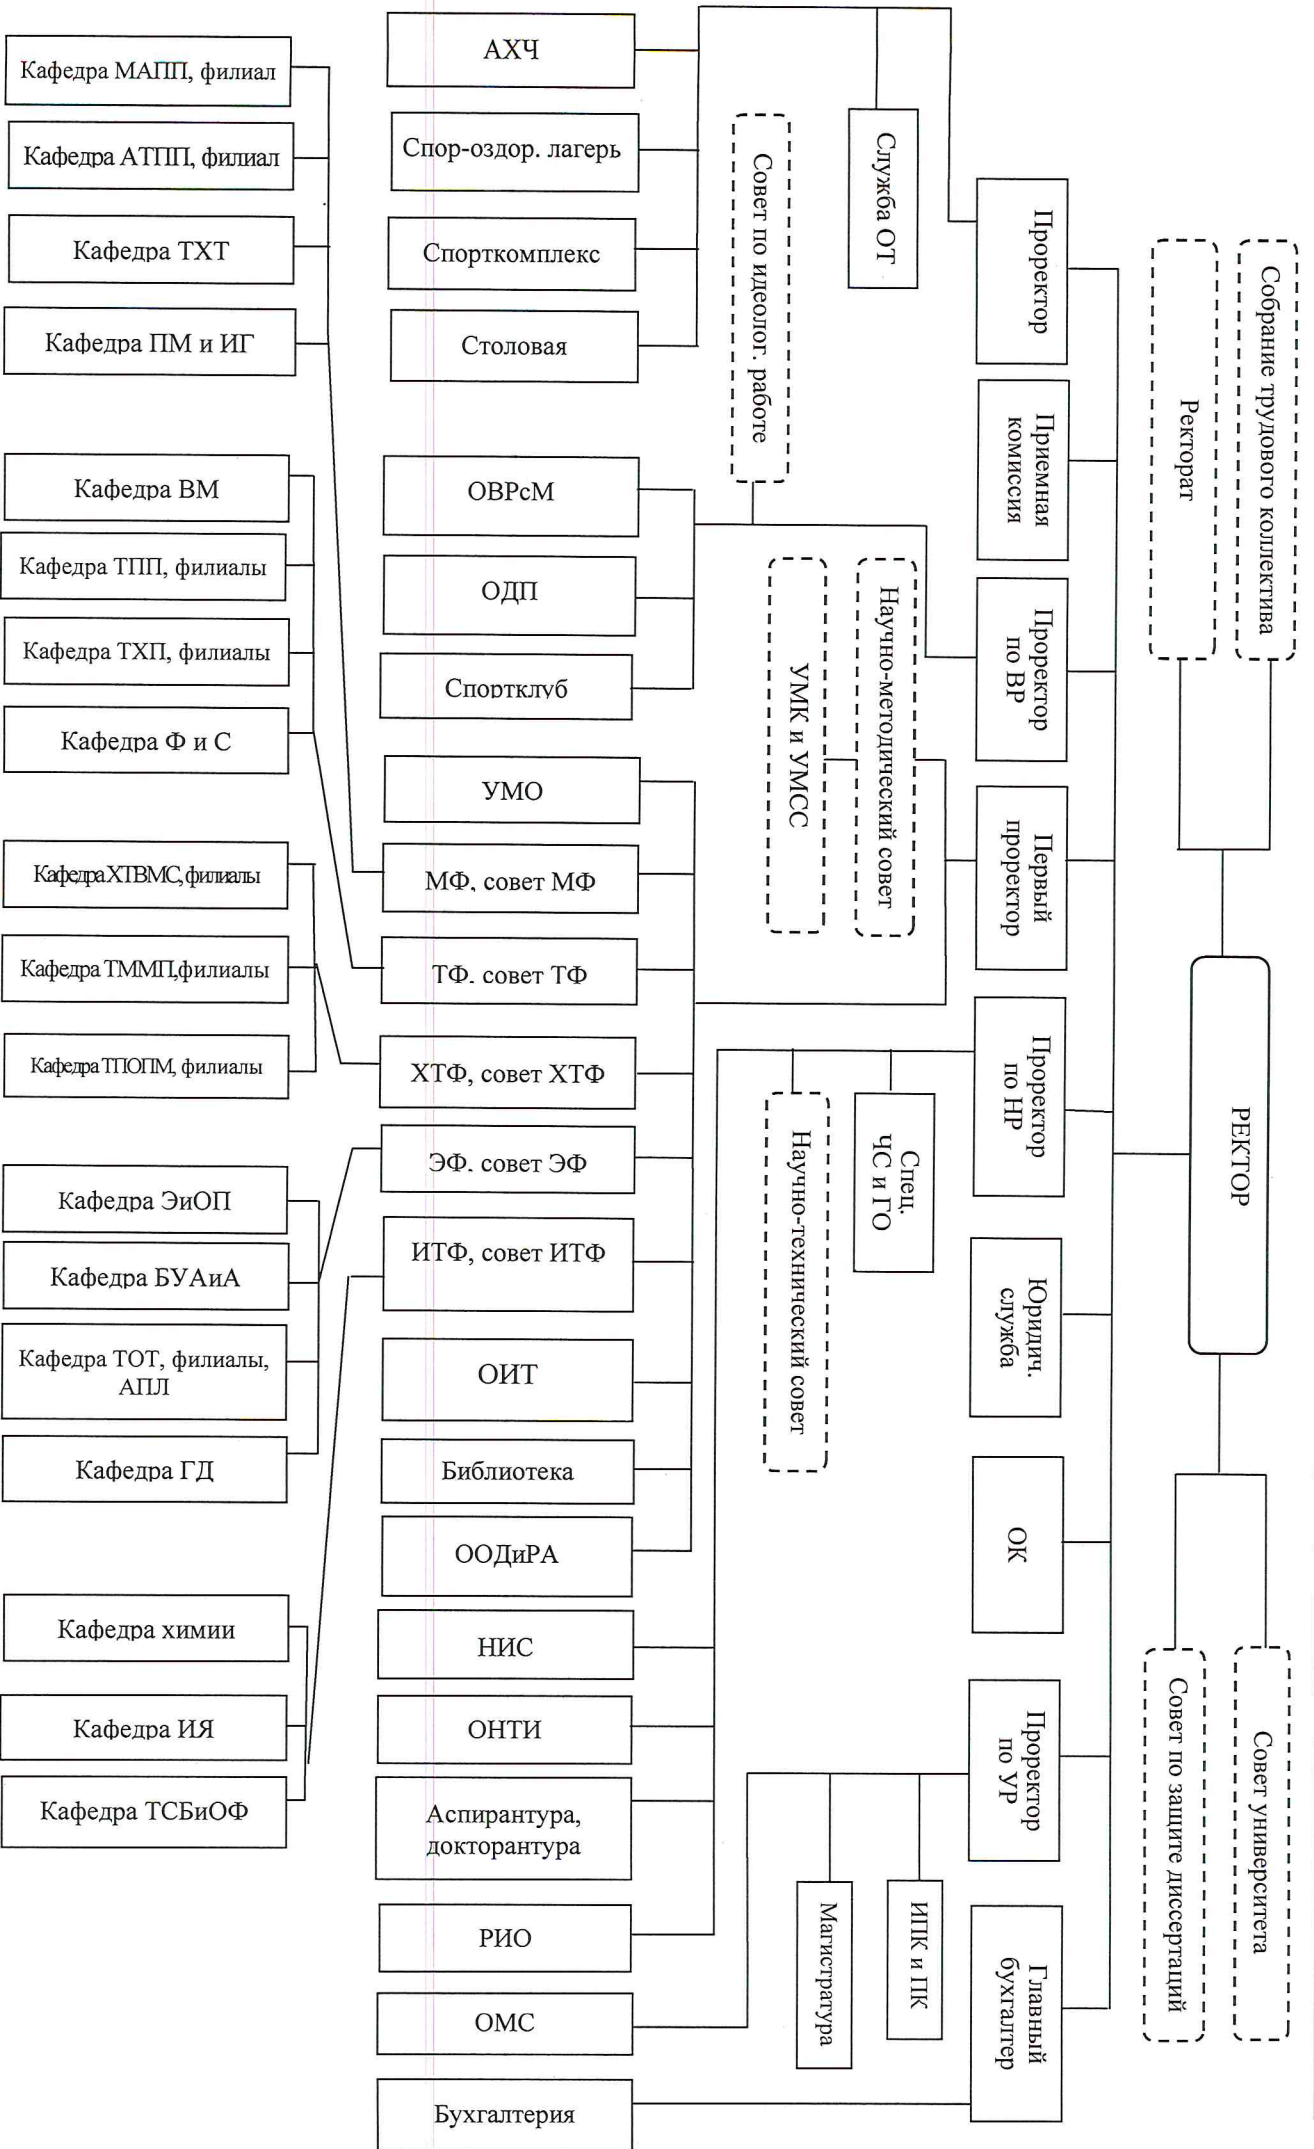 Собрание трудового коллектива
Ректорат
РЕКТОР
Совет университета
Совет по защите диссертаций
Проректор
Приемная
комиссия
Проректор
по ВР
Первый
проректор
Проректор
по НР
Юридич.
служба
ОК
Проректор
по УР
Главный
бухгалтер
Служба ОТ
Совет по идеолог. работе
Научно-методический совет
УМК и УМСС
Спец.
ЧС и ГО
Научно-технический совет
ИПК и ПК
Магистратура
АХЧ
Спор-оздор. лагерь
Спорткомплекс
Столовая
ОВРсМ
ОДП
Спортклуб
УМО
МФ, совет МФ
ТФ, совет ТФ
ХТФ, совет ХТФ
ЭФ, совет ЭФ
ИТФ, совет ИТФ
ОИТ
Библиотека
ООДиРА
НИС
ОНТИ
Аспирантура,
докторантура
РИО
ОМС
Бухгалтерия
Кафедра МАПП, филиал
Кафедра АТПП, филиал
Кафедра ТХТ
Кафедра ПМ и ИГ
Кафедра ВМ
Кафедра ТПП, филиалы
Кафедра ТХП, филиалы
Кафедра Ф и С
Кафедра ХТВМС, филиалы
Кафедра ТММП,филиалы
Кафедра ТПОПМ, филиалы
Кафедра ЭиОП
Кафедра БУАиА
Кафедра ТОТ, филиалы,
АПЛ
Кафедра ГД
Кафедра химии
Кафедра ИЯ
Кафедра ТСБиОФ